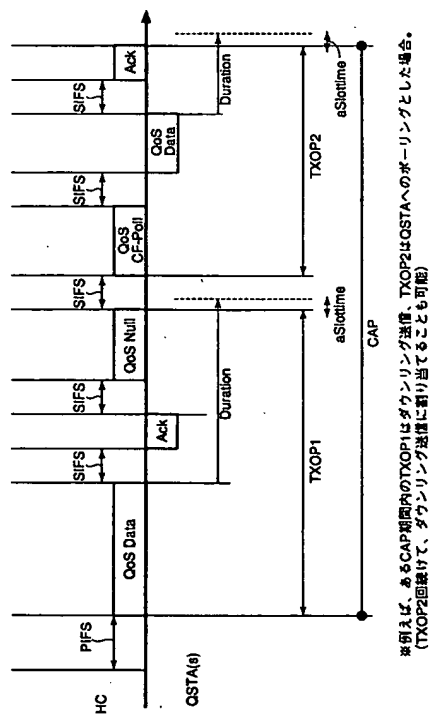 HC
QSTA(s)
PIFS
QoS Data
SIFS
Ack
SIFS
QoS Null
SIFS
QoS
CF-Poll
SIFS
QoS
Data
SIFS
Ack
Duration
Duration
aSlottime
aSlottime
TXOP1
TXOP2
CAP
※例えば、あるCAP期間内のTXOP1はダウンリング送信、TXOP2はQSTAへのポーリングとした場合。
(TXOP2回続けて、ダウンリング送信に割り当てることも可能)